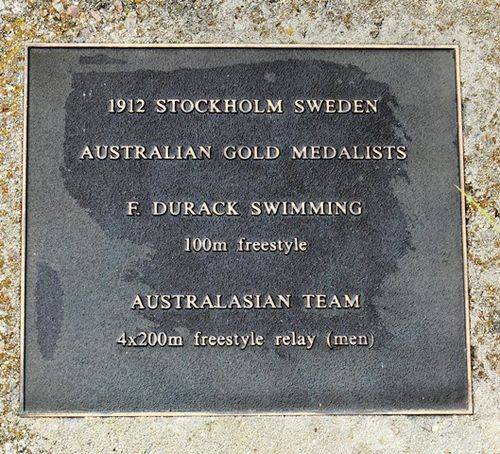 1912 STOCKHOLM SWEDEN
AUSTRALIAN GOLD MEDALISTS
F. DURACK SWIMMING
100m freestyle
AUSTRALASIAN TEAM
4x200m freestyle relay (men)